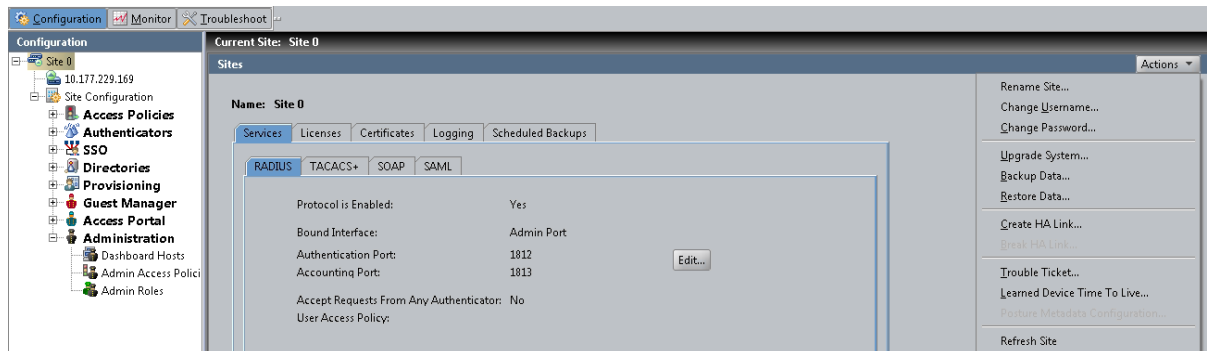 Configuration Monitor Troubleshoot
Configuration
Current Site: Site 0
Site 0
10.177.229.169
Site Configuration
Access Policies
Authenticators
SSO
Directories
Provisioning
Guest Manager
Access Portal
Administration
Dashboard Hosts
Admin Access Polici
Admin Roles
Sites
Actions
Name: Site 0
Services Licenses Certificates Logging Scheduled Backups
RADIUS TACACS+ SOAP SAML
Protocol is Enabled: Yes
Bound Interface: Admin Port
Authentication Port: 1812
Accounting Port: 1813
Edit...
Accept Requests From Any Authenticator: No
User Access Policy:
Rename Site...
Change Username...
Change Password...
Upgrade System...
Backup Data...
Restore Data...
Create HA Link...
Break HA Link...
Trouble Ticket...
Learned Device Time To Live...
Posture Metadata Configuration...
Refresh Site